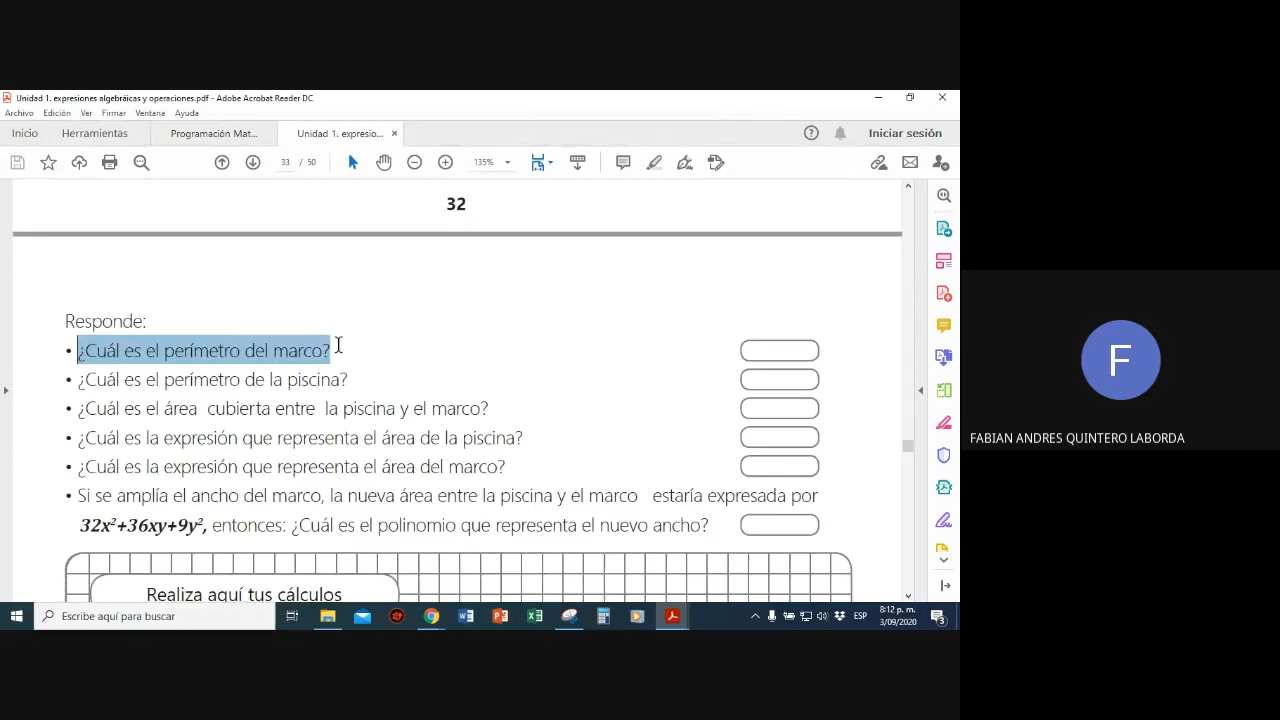 Unidad 1. expresiones algebráicas y operaciones.pdf - Adobe Acrobat Reader DC
Archivo Edición Ver Firmar Ventana Ayuda
Inicio Herramientas Programación Mat... Unidad 1. expresio... × Iniciar sesión
33 / 50 135%
32
Responde:
• ¿Cuál es el perímetro del marco?
• ¿Cuál es el perímetro de la piscina?
• ¿Cuál es el área cubierta entre la piscina y el marco?
• ¿Cuál es la expresión que representa el área de la piscina?
• ¿Cuál es la expresión que representa el área del marco?
• Si se amplía el ancho del marco, la nueva área entre la piscina y el marco estaría expresada por
32x²+36xy+9y², entonces: ¿Cuál es el polinomio que representa el nuevo ancho?
Realiza aquí tus cálculos
F
FABIAN ANDRES QUINTERO LABORDA
Escribe aquí para buscar
ESP
8:12 p. m.
3/09/2020
3